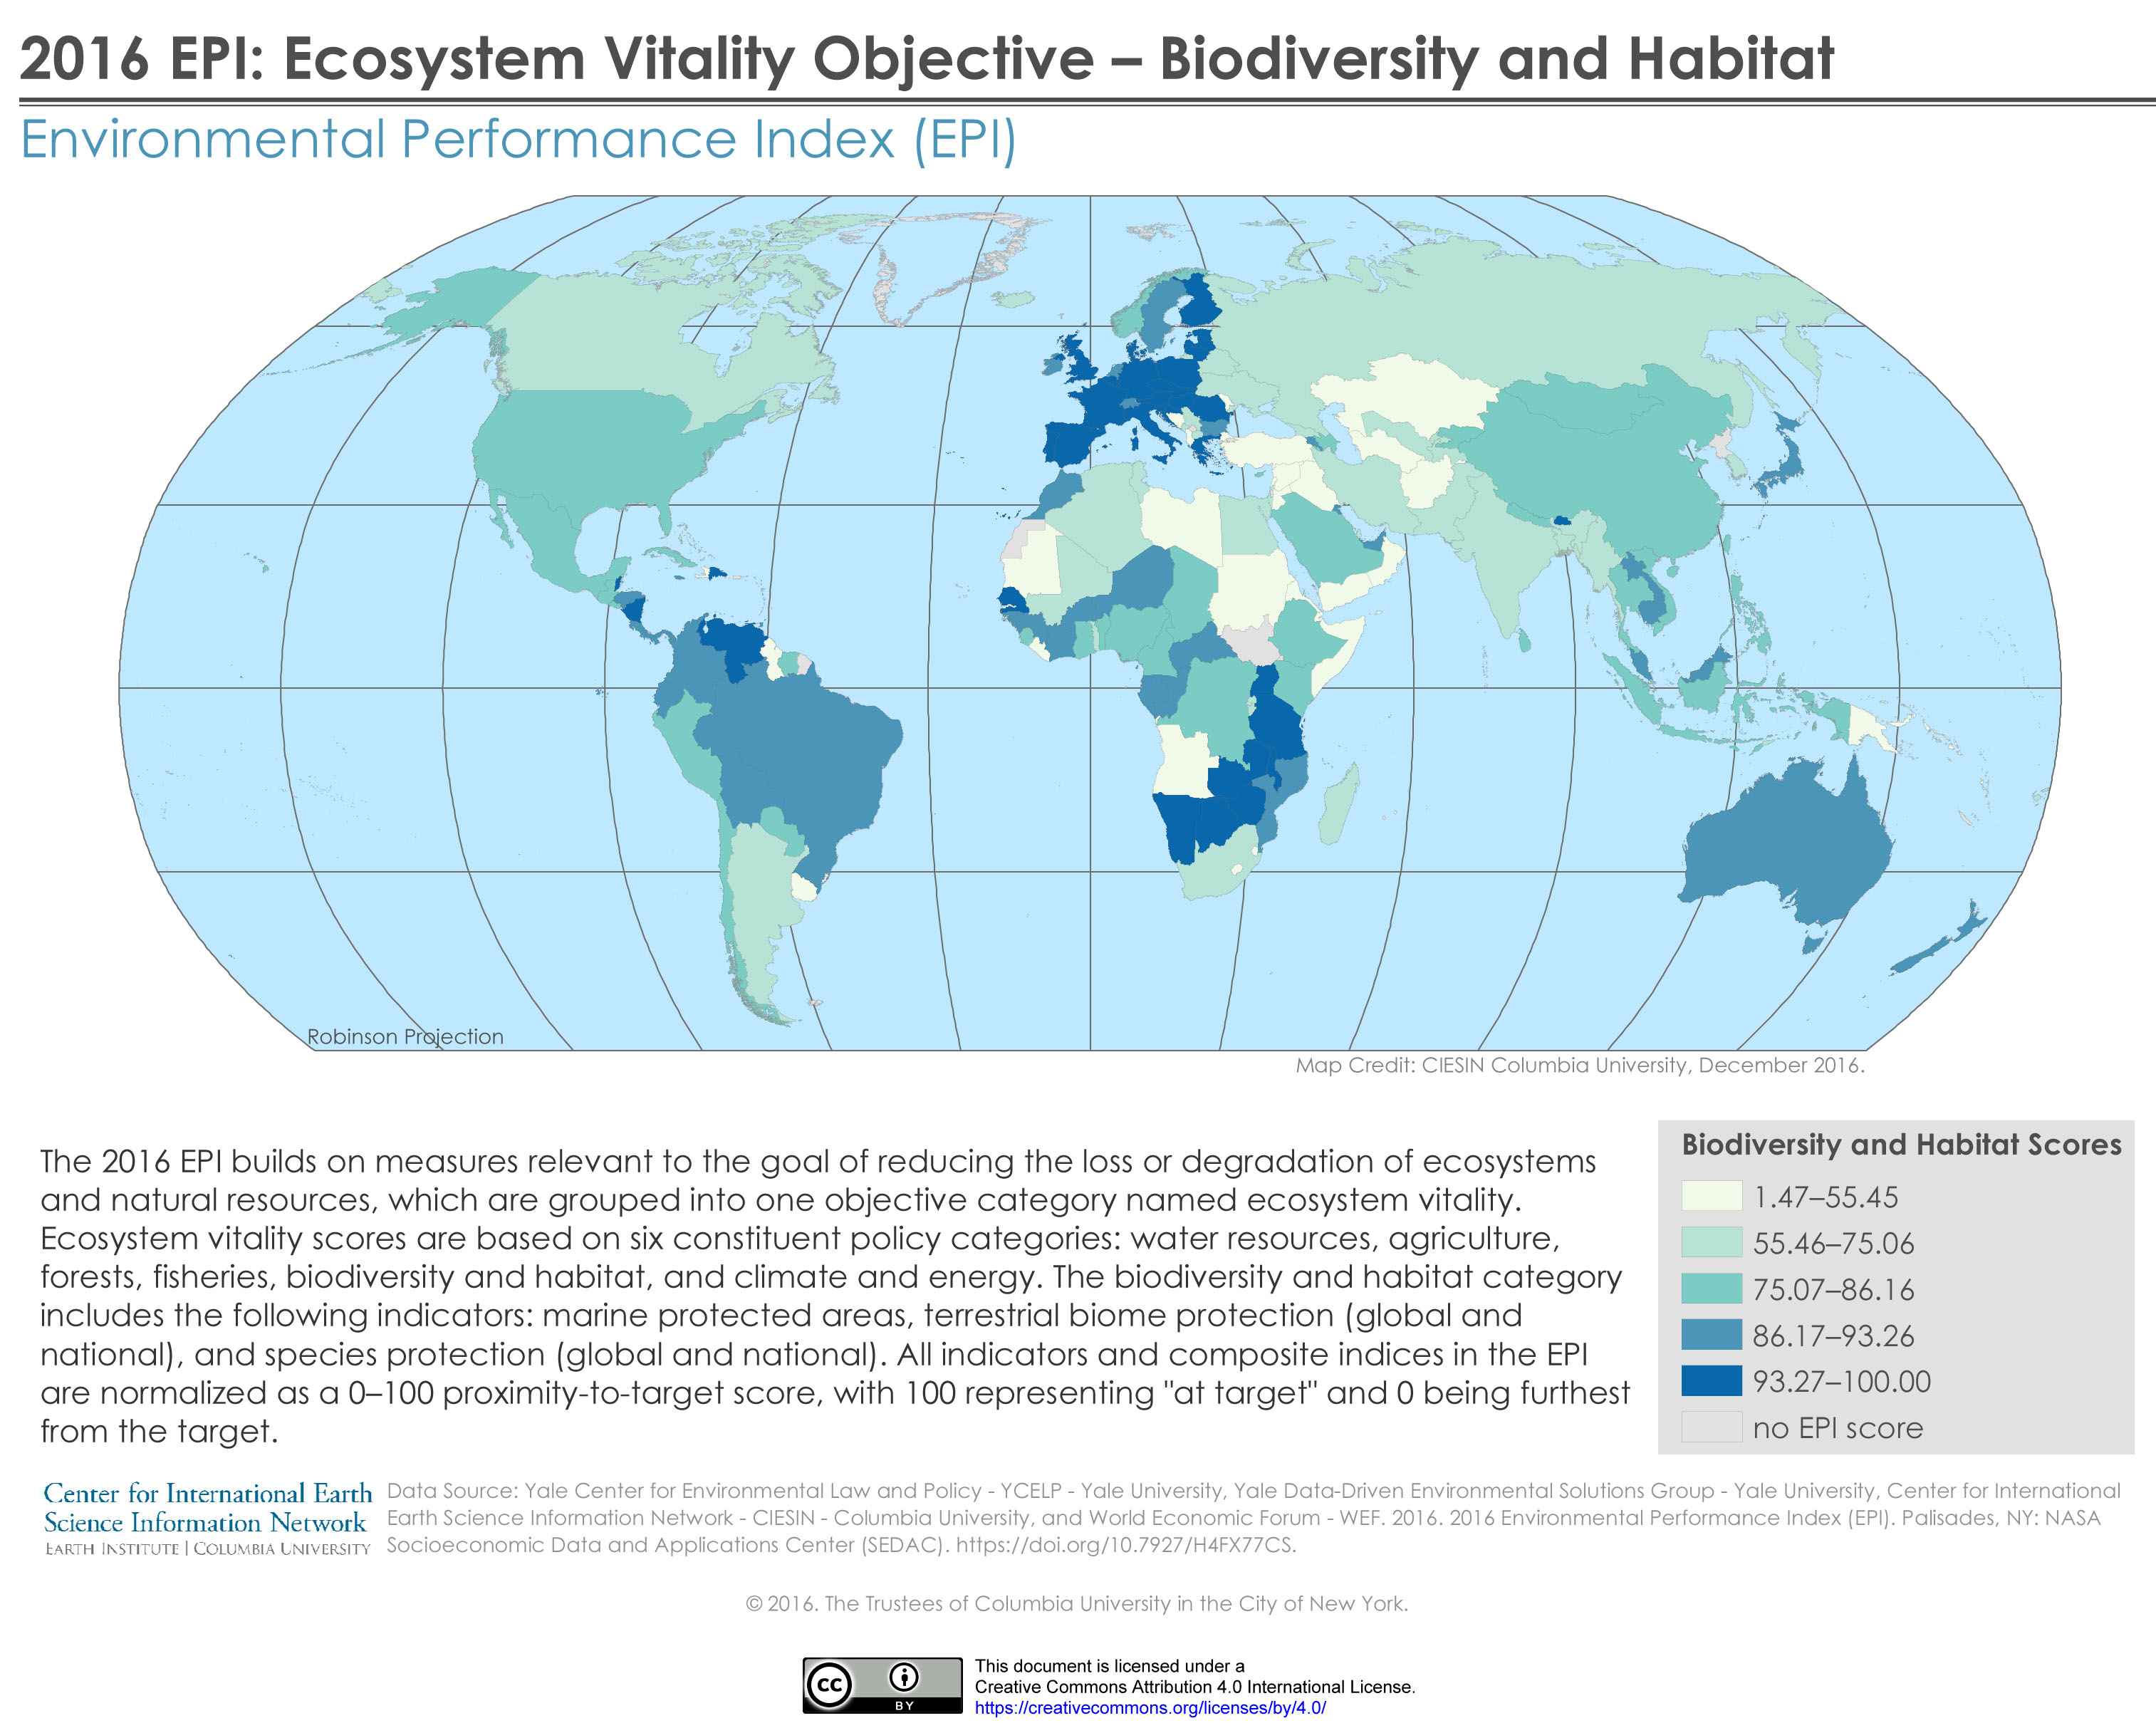 2016 EPI: Ecosystem Vitality Objective – Biodiversity and Habitat
Environmental Performance Index (EPI)
Robinson Projection
Map Credit: CIESIN Columbia University, December 2016.
The 2016 EPI builds on measures relevant to the goal of reducing the loss or degradation of ecosystems
and natural resources, which are grouped into one objective category named ecosystem vitality.
Ecosystem vitality scores are based on six constituent policy categories: water resources, agriculture,
forests, fisheries, biodiversity and habitat, and climate and energy. The biodiversity and habitat category
includes the following indicators: marine protected areas, terrestrial biome protection (global and
national), and species protection (global and national). All indicators and composite indices in the EPI
are normalized as a 0–100 proximity-to-target score, with 100 representing "at target" and 0 being furthest
from the target.
Biodiversity and Habitat Scores
1.47–55.45
55.46–75.06
75.07–86.16
86.17–93.26
93.27–100.00
no EPI score
Center for International Earth
Science Information Network
EARTH INSTITUTE | COLUMBIA UNIVERSITY
Data Source: Yale Center for Environmental Law and Policy - YCELP - Yale University, Yale Data-Driven Environmental Solutions Group - Yale University, Center for International
Earth Science Information Network - CIESIN - Columbia University, and World Economic Forum - WEF. 2016. 2016 Environmental Performance Index (EPI). Palisades, NY: NASA
Socioeconomic Data and Applications Center (SEDAC). https://doi.org/10.7927/H4FX77CS.
© 2016. The Trustees of Columbia University in the City of New York.
cc
BY
This document is licensed under a
Creative Commons Attribution 4.0 International License.
https://creativecommons.org/licenses/by/4.0/